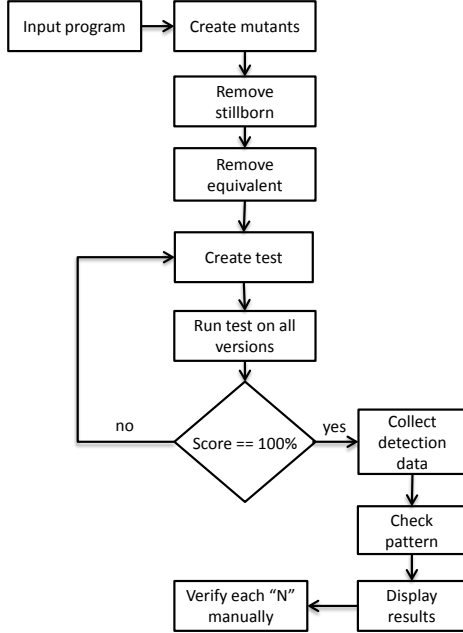 Input program
Create mutants
Remove
stillborn
Remove
equivalent
Create test
Run test on all
versions
no
Score == 100%
yes
Collect
detection
data
Check
pattern
Display
results
Verify each “N”
manually